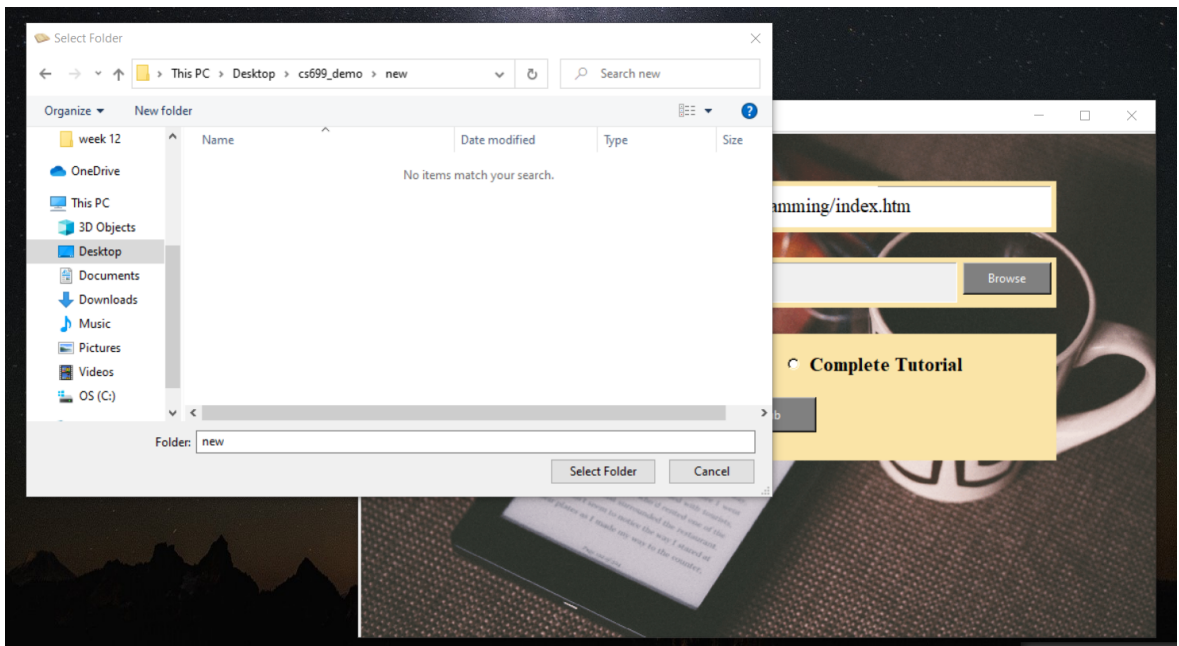 Select Folder
This PC > Desktop > cs699_demo > new
Search new
Organize
New folder
Name
Date modified
Type
Size
week 12
OneDrive
This PC
3D Objects
Desktop
Documents
Downloads
Music
Pictures
Videos
OS (C:)
No items match your search.
Folder: new
Select Folder
Cancel
amming/index.htm
Browse
Complete Tutorial
b